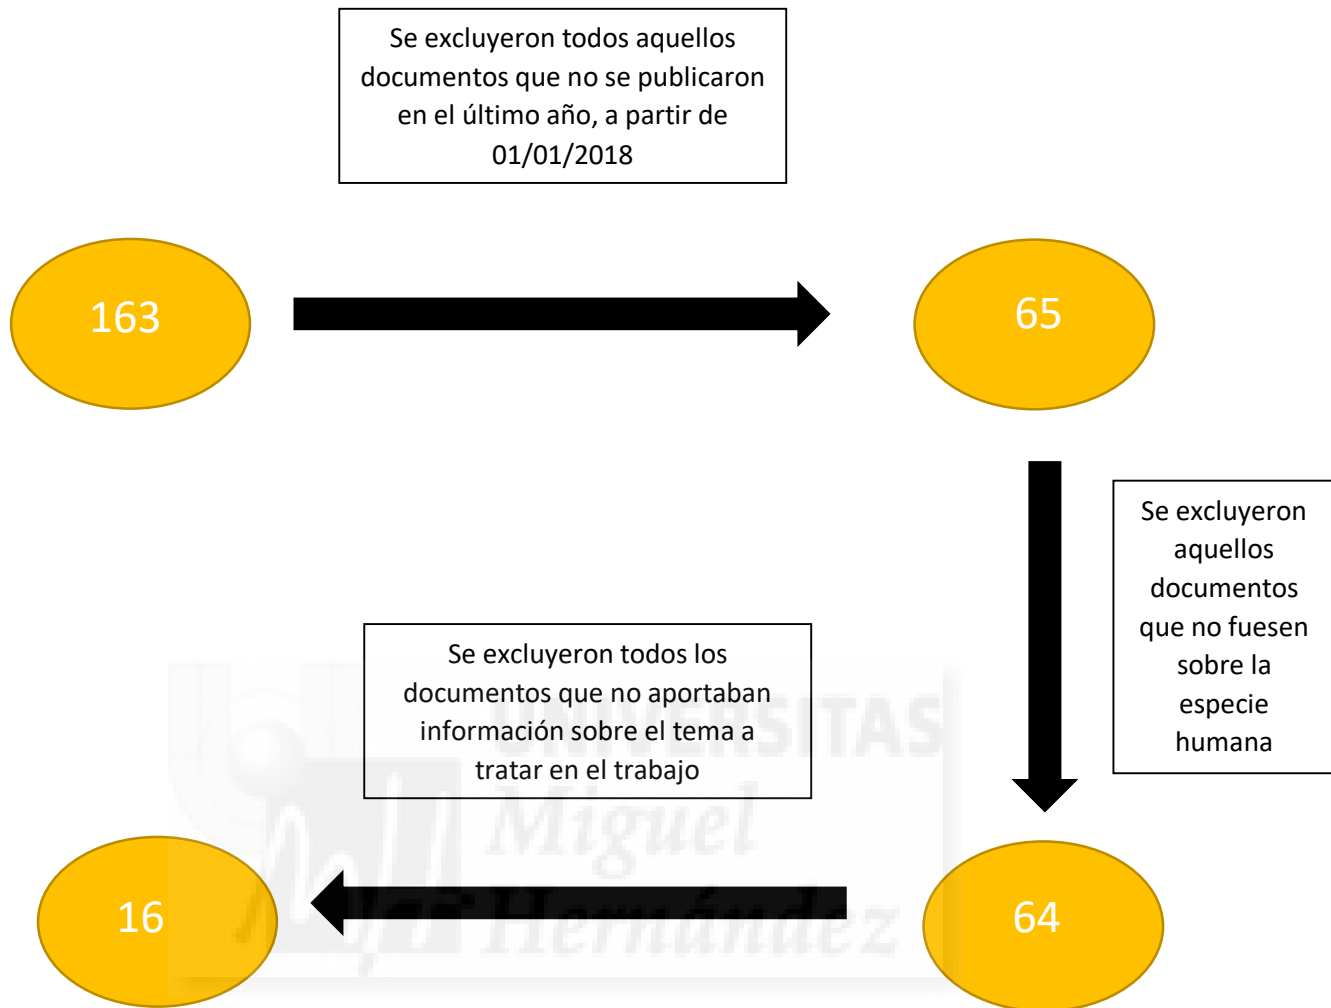 Se excluyeron todos aquellos
documentos que no se publicaron
en el último año, a partir de
01/01/2018
163
65
Se excluyeron
aquellos
documentos
que no fuesen
sobre la
especie
humana
Se excluyeron todos los
documentos que no aportaban
información sobre el tema a
tratar en el trabajo
UNIVERSITAS
Miguel
Hernández
16
64